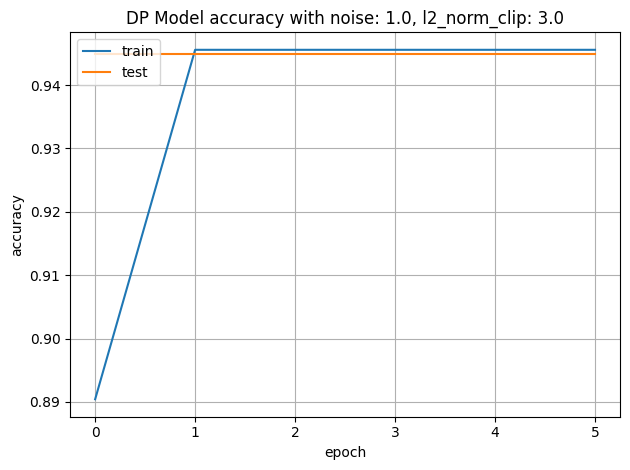 DP Model accuracy with noise: 1.0, l2_norm_clip: 3.0
train
test
0.94
0.93
0.92
0.91
0.90
0.89
accuracy
0 1 2 3 4 5
epoch